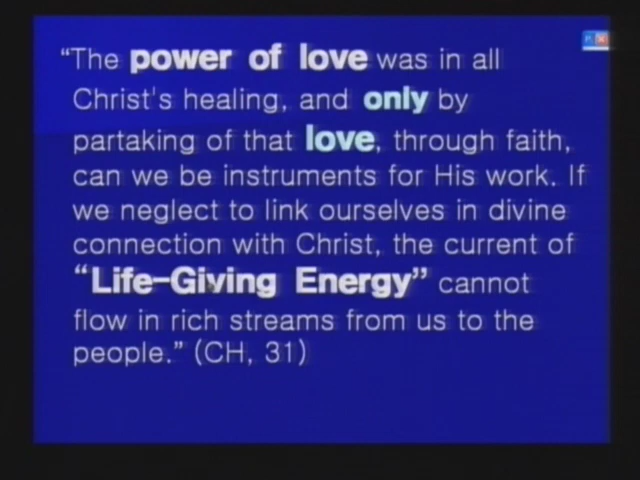 “The power of love was in all
Christ's healing, and only by
partaking of that love, through faith,
can we be instruments for His work. If
we neglect to link ourselves in divine
connection with Christ, the current of
“Life-Giving Energy” cannot
flow in rich streams from us to the
people.” (CH, 31)